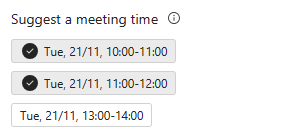 Suggest a meeting time
Tue, 21/11, 10:00-11:00
Tue, 21/11, 11:00-12:00
Tue, 21/11, 13:00-14:00